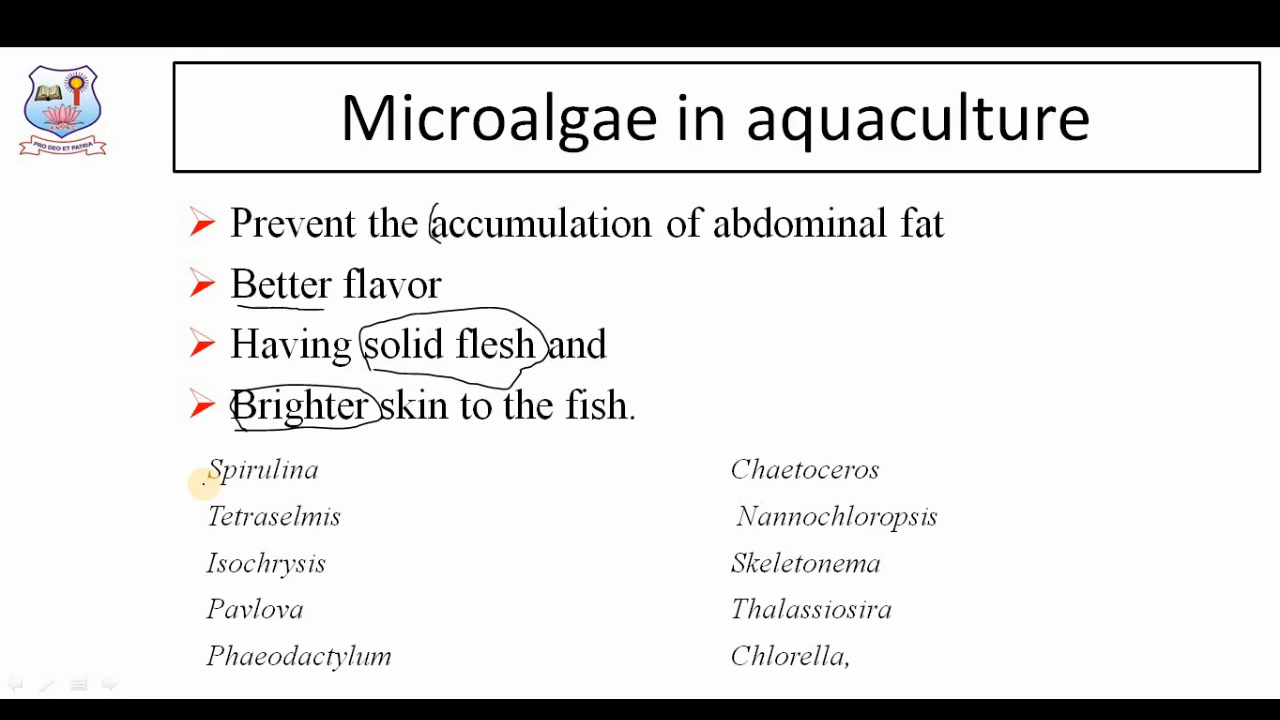 Microalgae in aquaculture
PRO DEO ET PATRIA
Prevent the accumulation of abdominal fat
Better flavor
Having solid flesh and
Brighter skin to the fish.
Spirulina
Tetraselmis
Isochrysis
Pavlova
Phaeodactylum
Chaetoceros
Nannochloropsis
Skeletonema
Thalassiosira
Chlorella,